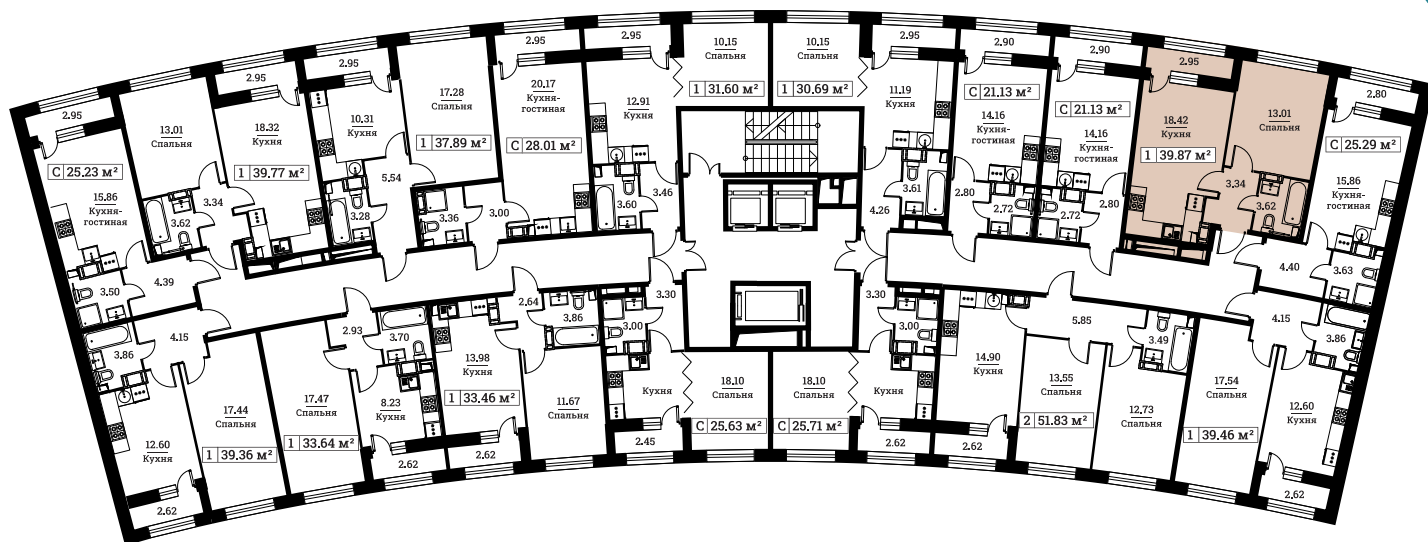 2.95
2.95
2.95
2.95
2.95
10.15
Спальня
10.15
Спальня
2.95
2.90
2.90
2.95
2.80
13.01
Спальня
18.32
Кухня
10.31
Кухня
17.28
Спальня
20.17
Кухня-
гостиная
12.91
1 31.60 м²
1 30.69 м²
11.19
Кухня
С 21.13 м²
14.16
Кухня-
гостиная
С 21.13 м²
14.16
Кухня-
гостиная
18.42
Кухня
13.01
Спальня
С 25.23 м²
15.86
Кухня-
гостиная
1 39.77 м²
1 37.89 м²
С 28.01 м²
1 39.87 м²
С 25.29 м²
15.86
Кухня-
гостиная
3.62
3.34
3.28
5.54
3.36
3.00
3.60
3.46
4.26
3.61
2.80
2.72
2.72
2.80
3.34
3.62
3.50
4.39
4.40
3.63
3.86
4.15
2.93
3.70
2.64
3.86
3.30
3.00
3.30
3.00
5.85
3.49
4.15
3.86
12.60
Кухня
17.44
Спальня
1 39.36 м²
17.47
Спальня
1 33.64 м²
8.23
Кухня
13.98
Кухня
1 33.46 м²
11.67
Спальня
Кухня
18.10
Спальня
С 25.63 м²
18.10
Спальня
С 25.71 м²
Кухня
14.90
Кухня
13.55
Спальня
2 51.83 м²
12.73
Спальня
17.54
Спальня
1 39.46 м²
12.60
Кухня
2.62
2.62
2.62
2.45
2.62
2.62
2.62